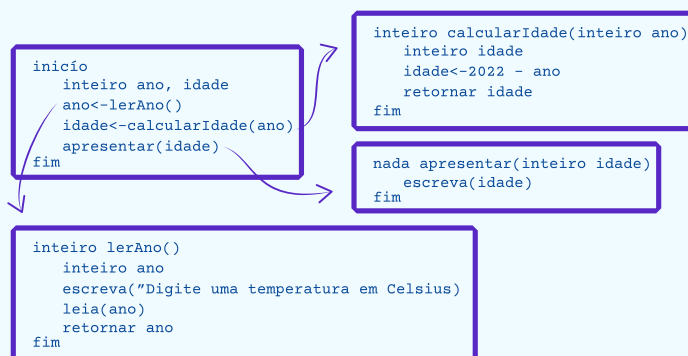 inicío
inteiro ano, idade
ano<-lerAno()
idade<-calcularIdade(ano)
apresentar(idade)
fim
inteiro calcularIdade(inteiro ano)
inteiro idade
idade<-2022 - ano
retornar idade
fim
nada apresentar(inteiro idade)
escreva(idade)
fim
inteiro lerAno()
inteiro ano
escreva(”Digite uma temperatura em Celsius)
leia(ano)
retornar ano
fim